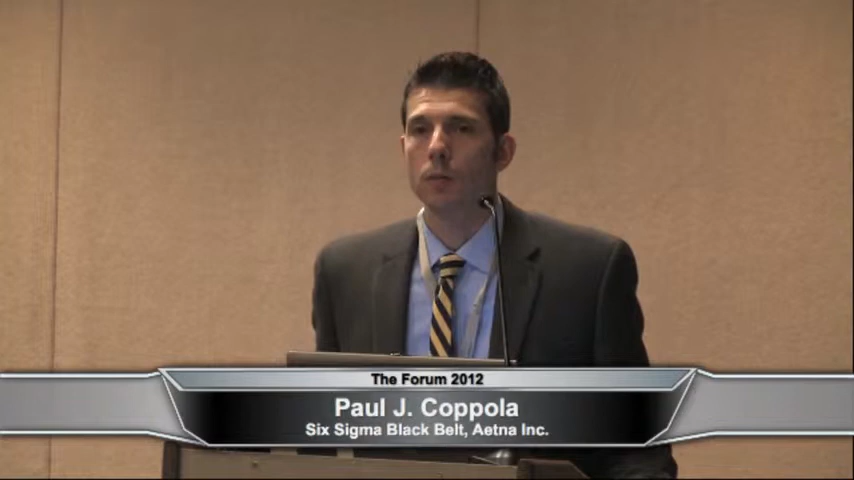 The Forum 2012
Paul J. Coppola
Six Sigma Black Belt, Aetna Inc.